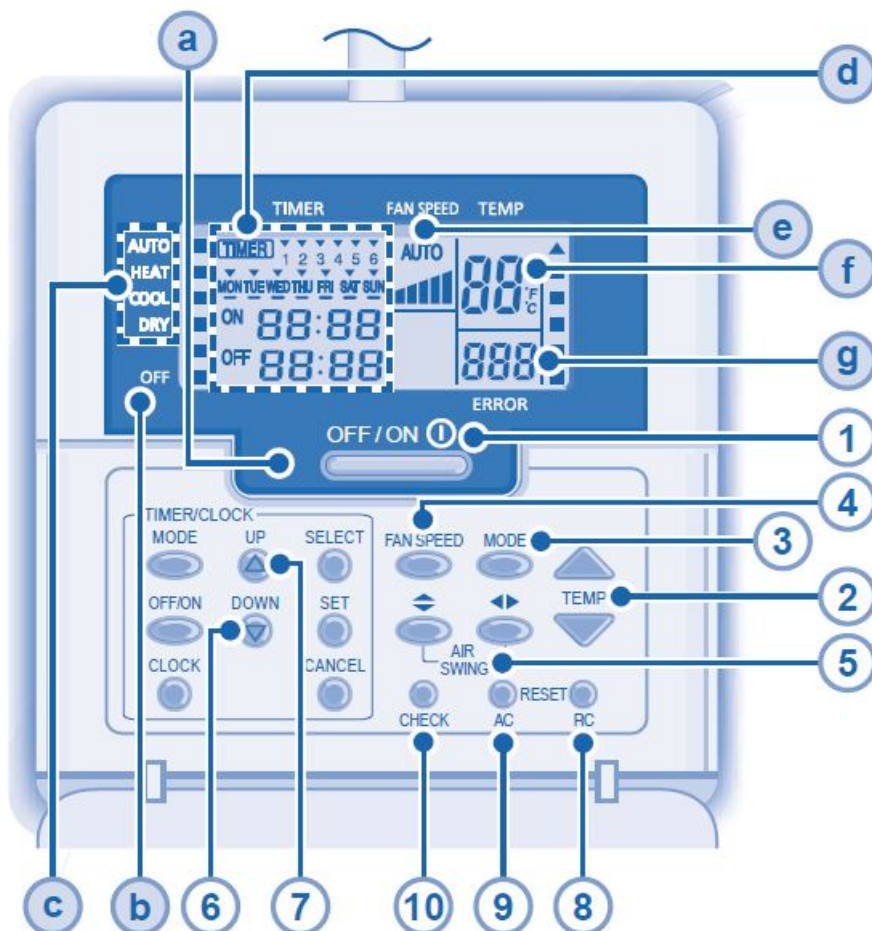 a
d
TIMER FAN SPEED TEMP
e
AUTO
HEAT
COOL
DRY
TIMER 1 2 3 4 5 6
AUTO
88 °F °C
f
MON TUE WED THU FRI SAT SUN
ON 88:88
OFF 88:88
888
g
OFF
ERROR
OFF/ON
1
4
TIMER/CLOCK
MODE UP SELECT
FAN SPEED MODE
3
OFF/ON DOWN SET
TEMP
2
AIR
SWING
5
CLOCK CANCEL
RESET
CHECK AC RC
c b 6 7 10 9 8